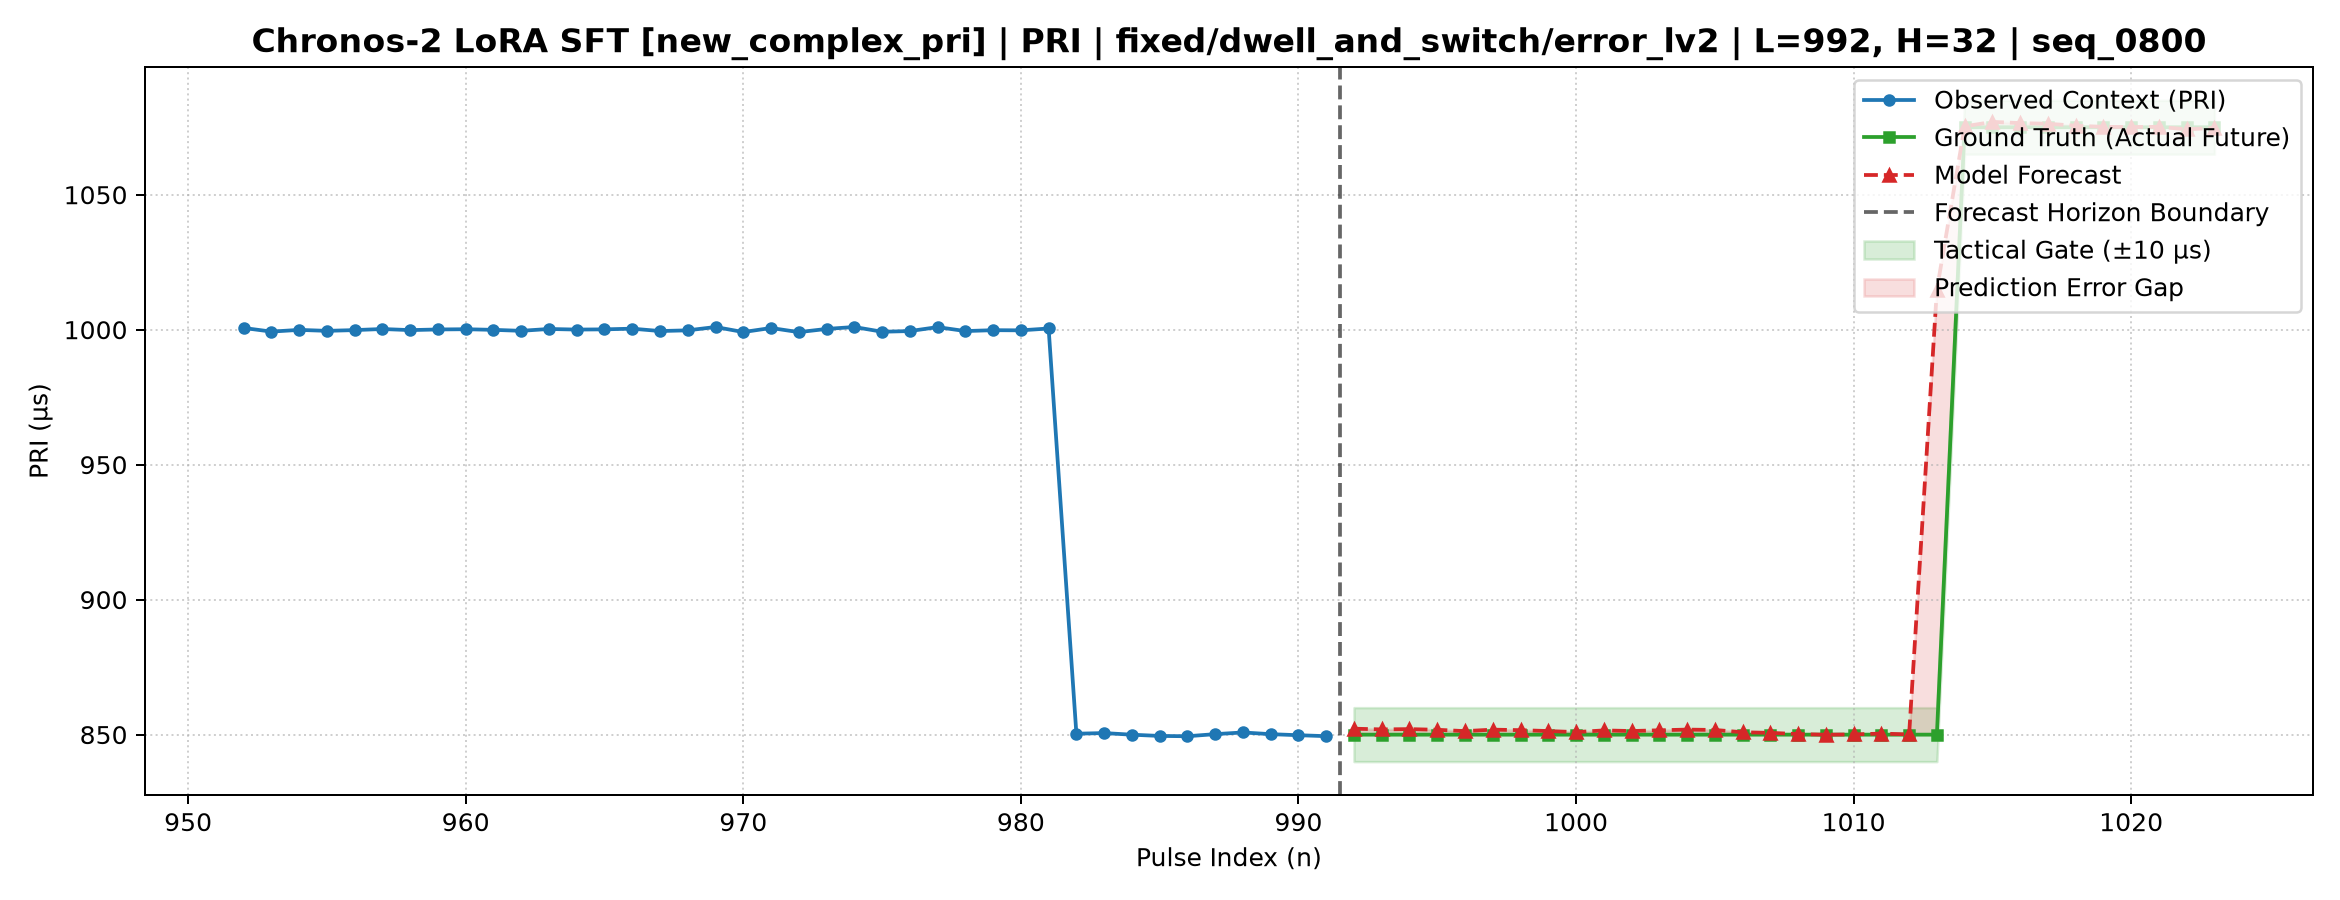 Chronos-2 LoRA SFT [new_complex_pri] | PRI | fixed/dwell_and_switch/error_lv2 | L=992, H=32 | seq_0800
Observed Context (PRI)
Ground Truth (Actual Future)
Model Forecast
Forecast Horizon Boundary
Tactical Gate (±10 µs)
Prediction Error Gap
PRI (µs)
1050
1000
950
900
850
950 960 970 980 990 1000 1010 1020
Pulse Index (n)